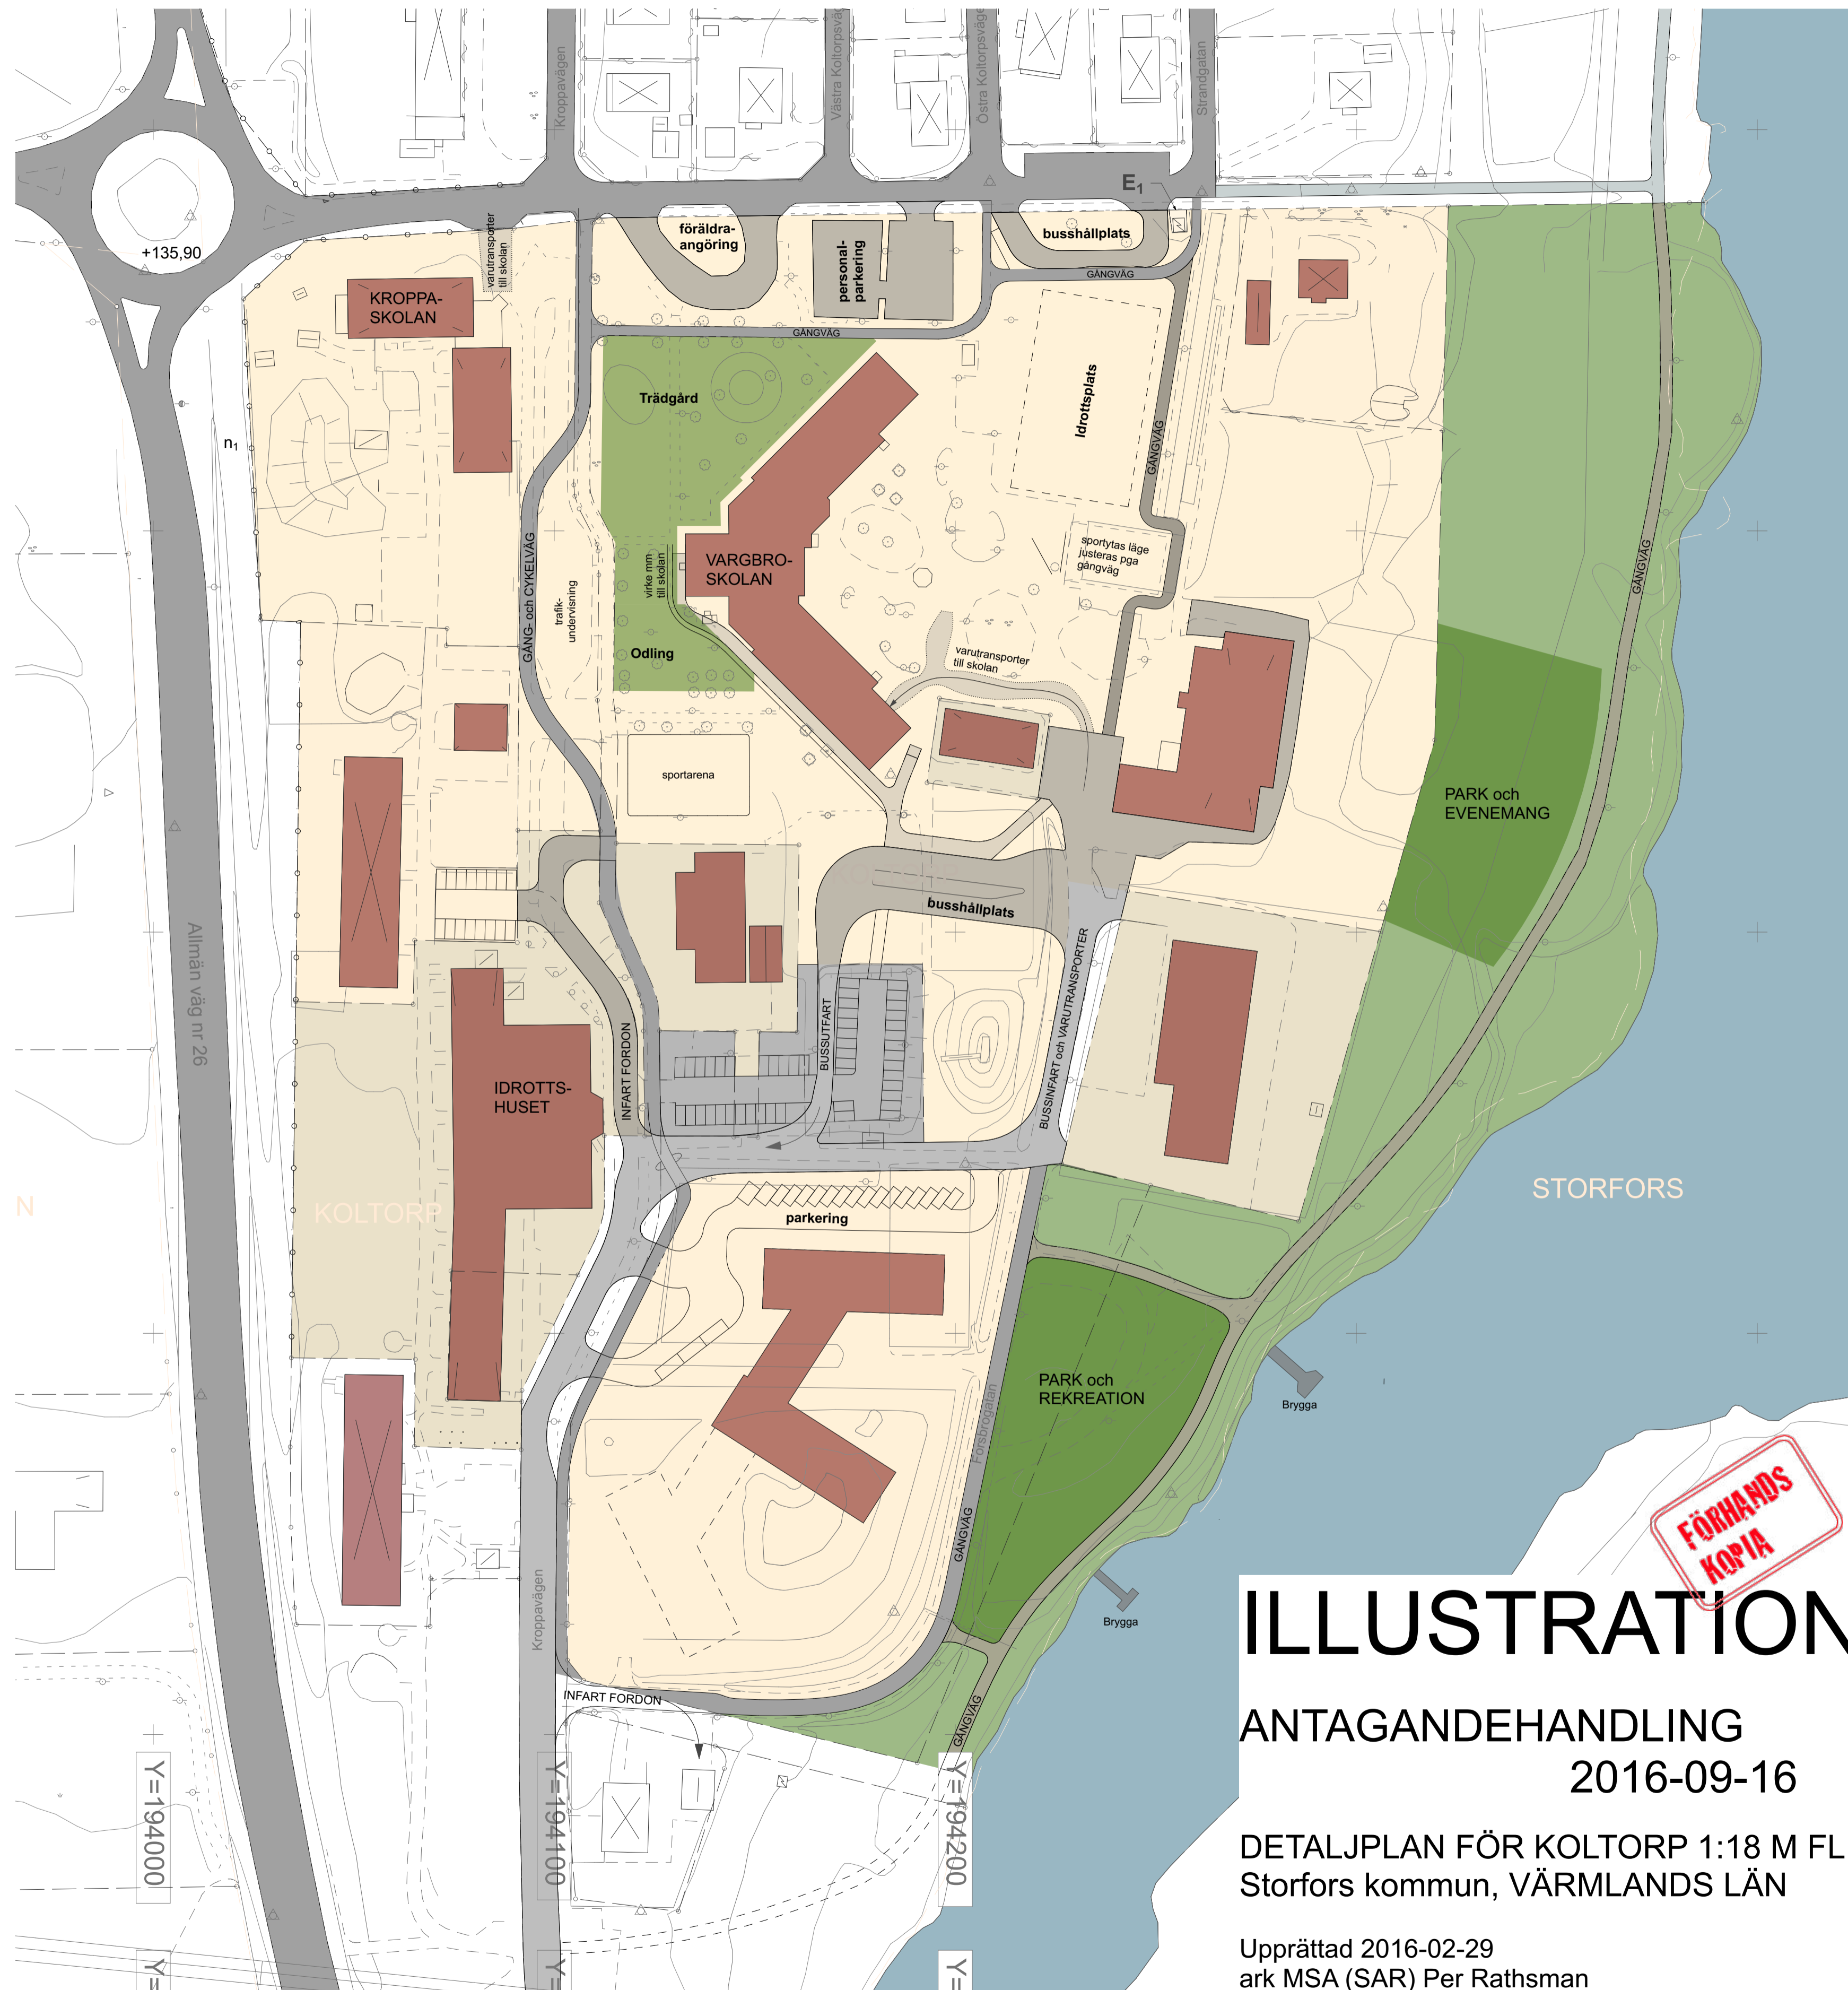 Kroppavägen
Västra Koltorpsväg
Östra Koltorpsväge
Strandgatan
E1
+135,90
varutransporter
till skolan
föräldra-
angöring
personal-
parkering
busshållplats
GÅNGVÄG
KROPPA-
SKOLAN
GÅNGVÄG
Trädgård
Idrottsplats
GÅNGVÄG
n1
GÅNG- och CYKELVÄG
trafik-
undervisning
virke mm
till skolan
VARGBRO-
SKOLAN
sportytas läge
justeras pga
gångväg
GÅNGVÄG
Odling
varutransporter
till skolan
sportarena
PARK och
EVENEMANG
busshållplats
Allmän väg nr 26
INFART FORDON
BUSSUTFART
BUSSINFART och VARUTRANSPORTER
IDROTTS-
HUSET
N
KOLTORP
STORFORS
parkering
PARK och
REKREATION
Brygga
Forsbrogatan
GÅNGVÄG
Kroppavägen
Brygga
FÖRHANDS
KOPIA
INFART FORDON
GÅNGVÄG
Y=194000
Y=194100
Y=194200
Y=
Y=
Y=
ILLUSTRATION
ANTAGANDEHANDLING
2016-09-16
DETALJPLAN FÖR KOLTORP 1:18 M FL
Storfors kommun, VÄRMLANDS LÄN
Upprättad 2016-02-29
ark MSA (SAR) Per Rathsman